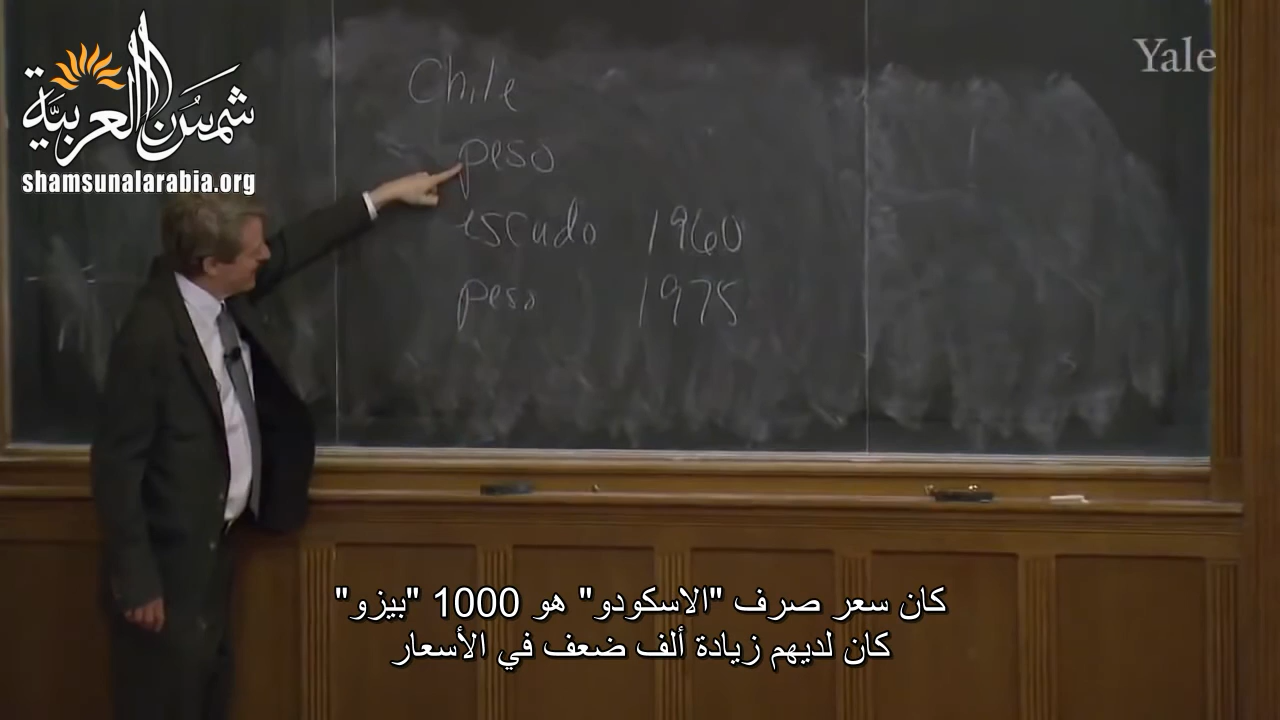 شمسُ العربيَّة
shamsunalarabia.org
Yale
Chile
peso
escudo 1960
peso 1975
كان سعر صرف "الاسكودو" هو 1000 "بيزو"
كان لديهم زيادة ألف ضعف في الأسعار